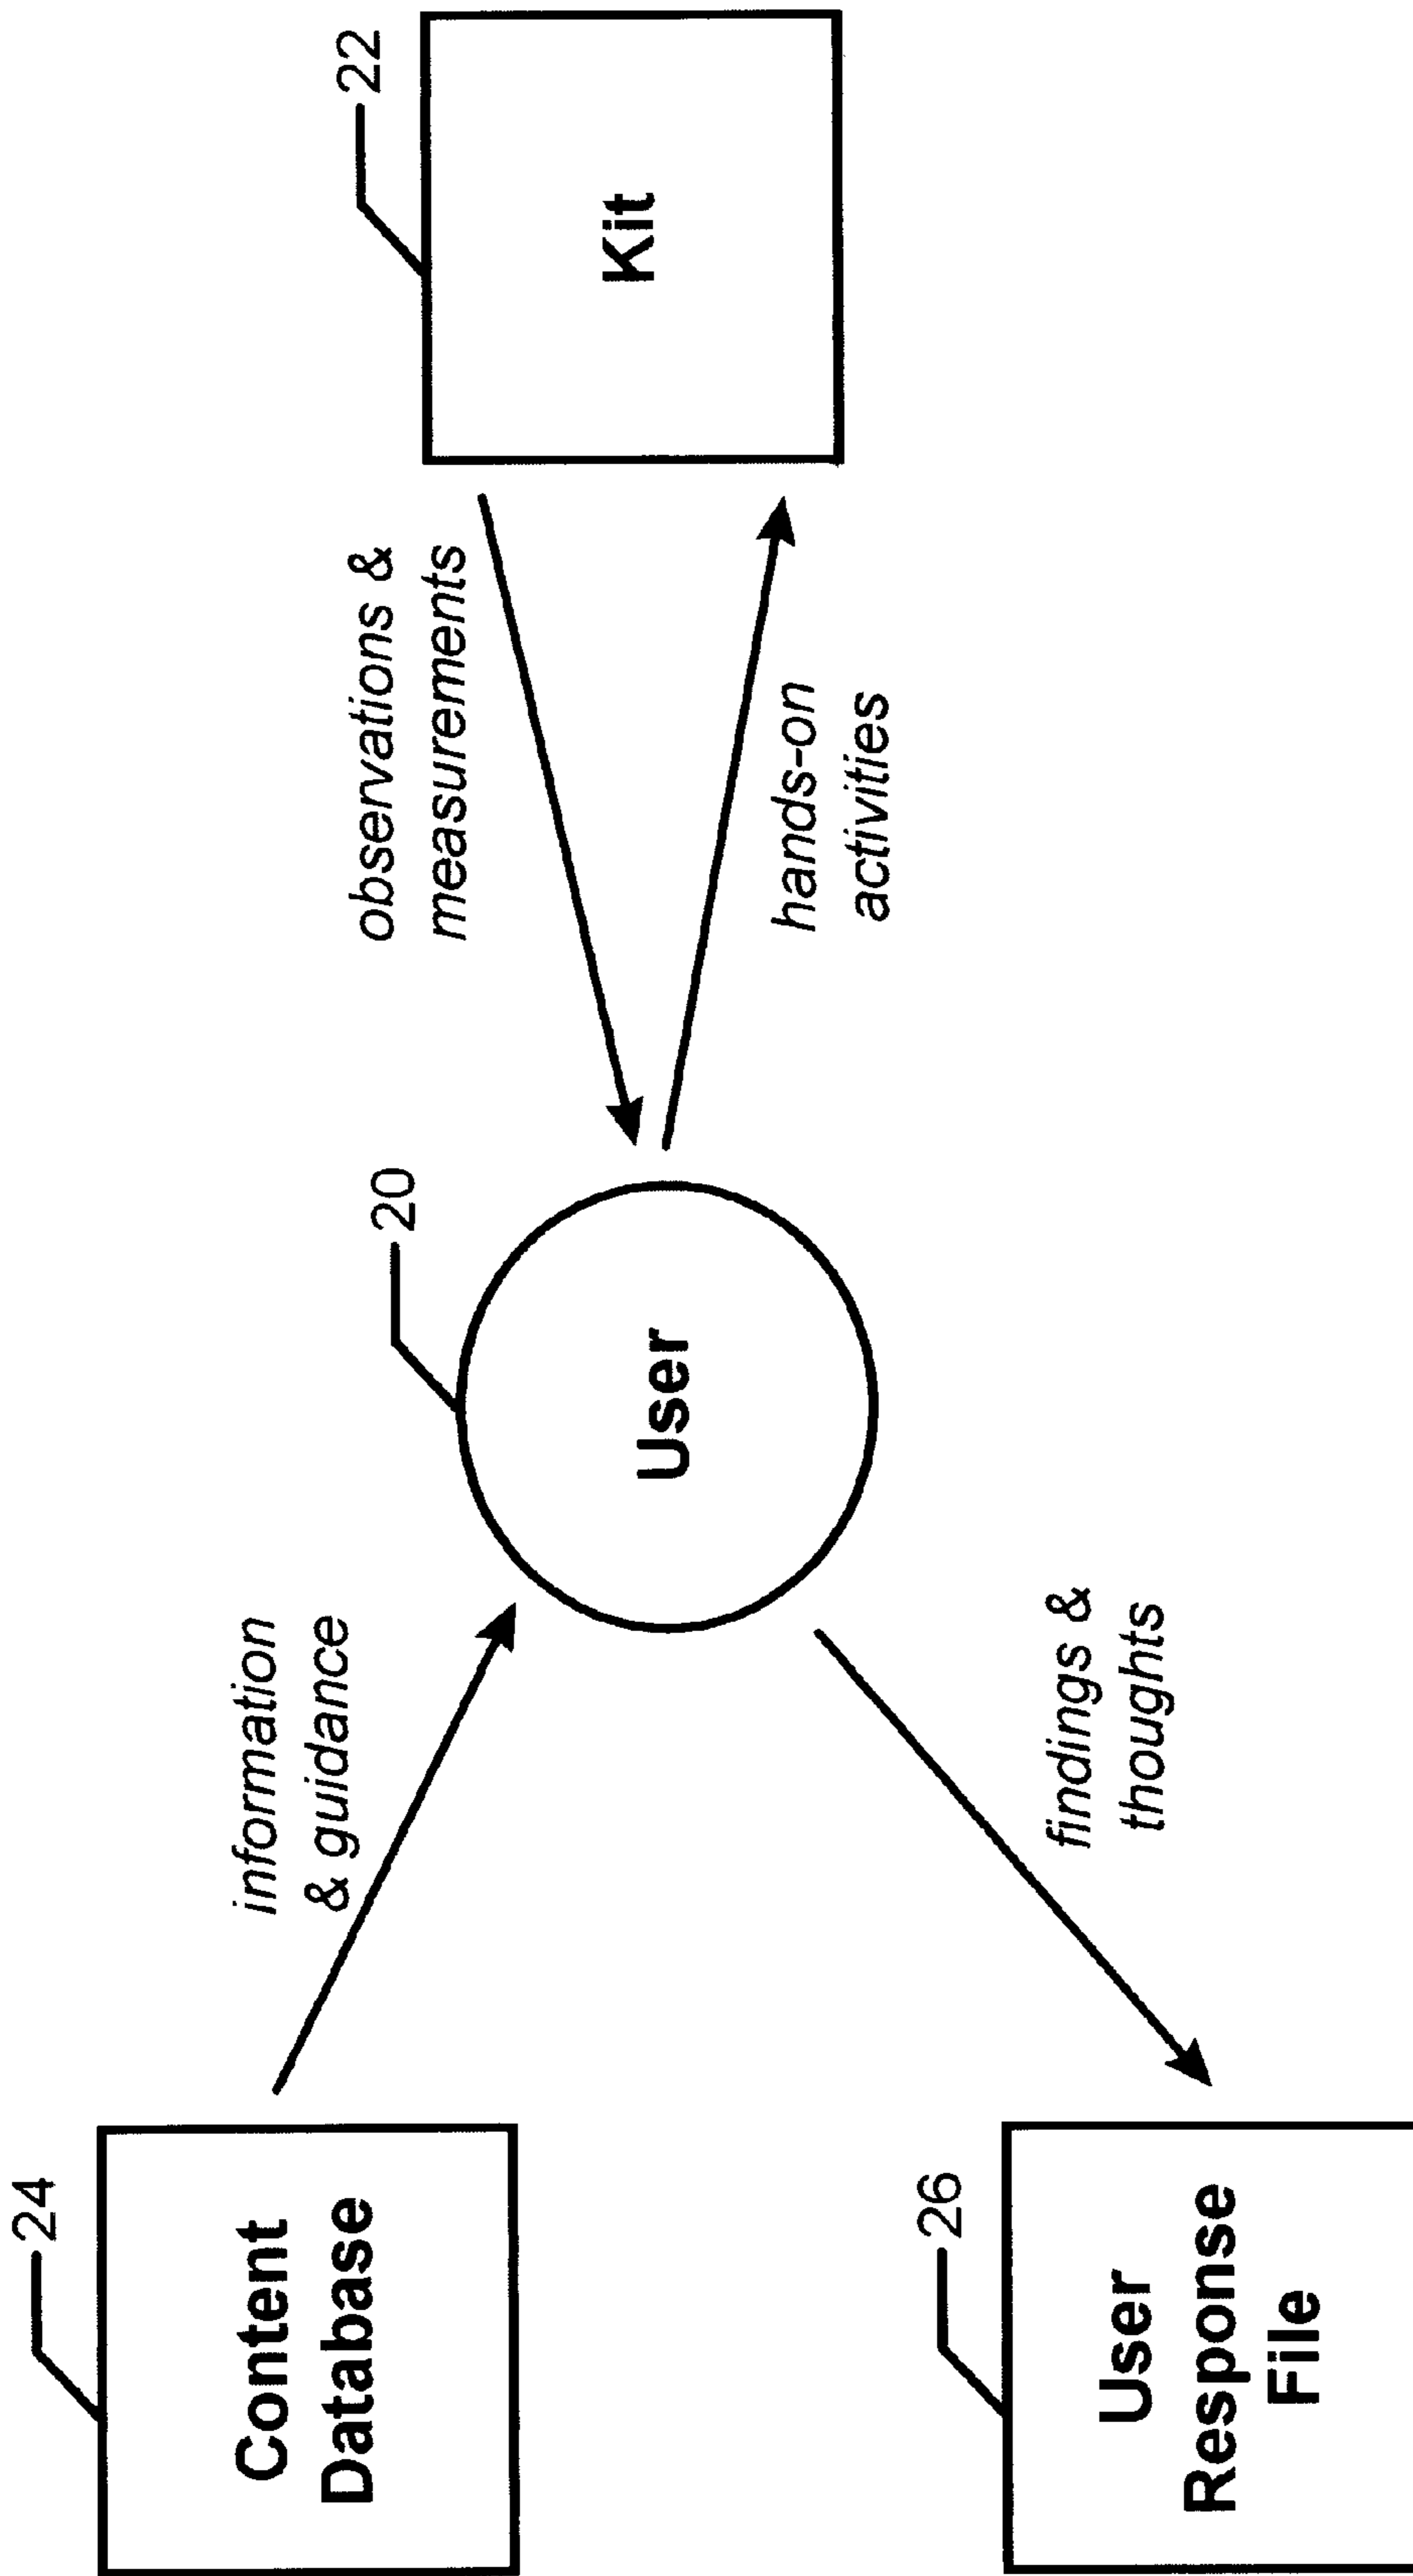 24
Content
Database
information
& guidance
20
User
observations &
measurements
22
Kit
hands-on
activities
findings &
thoughts
26
User
Response
File